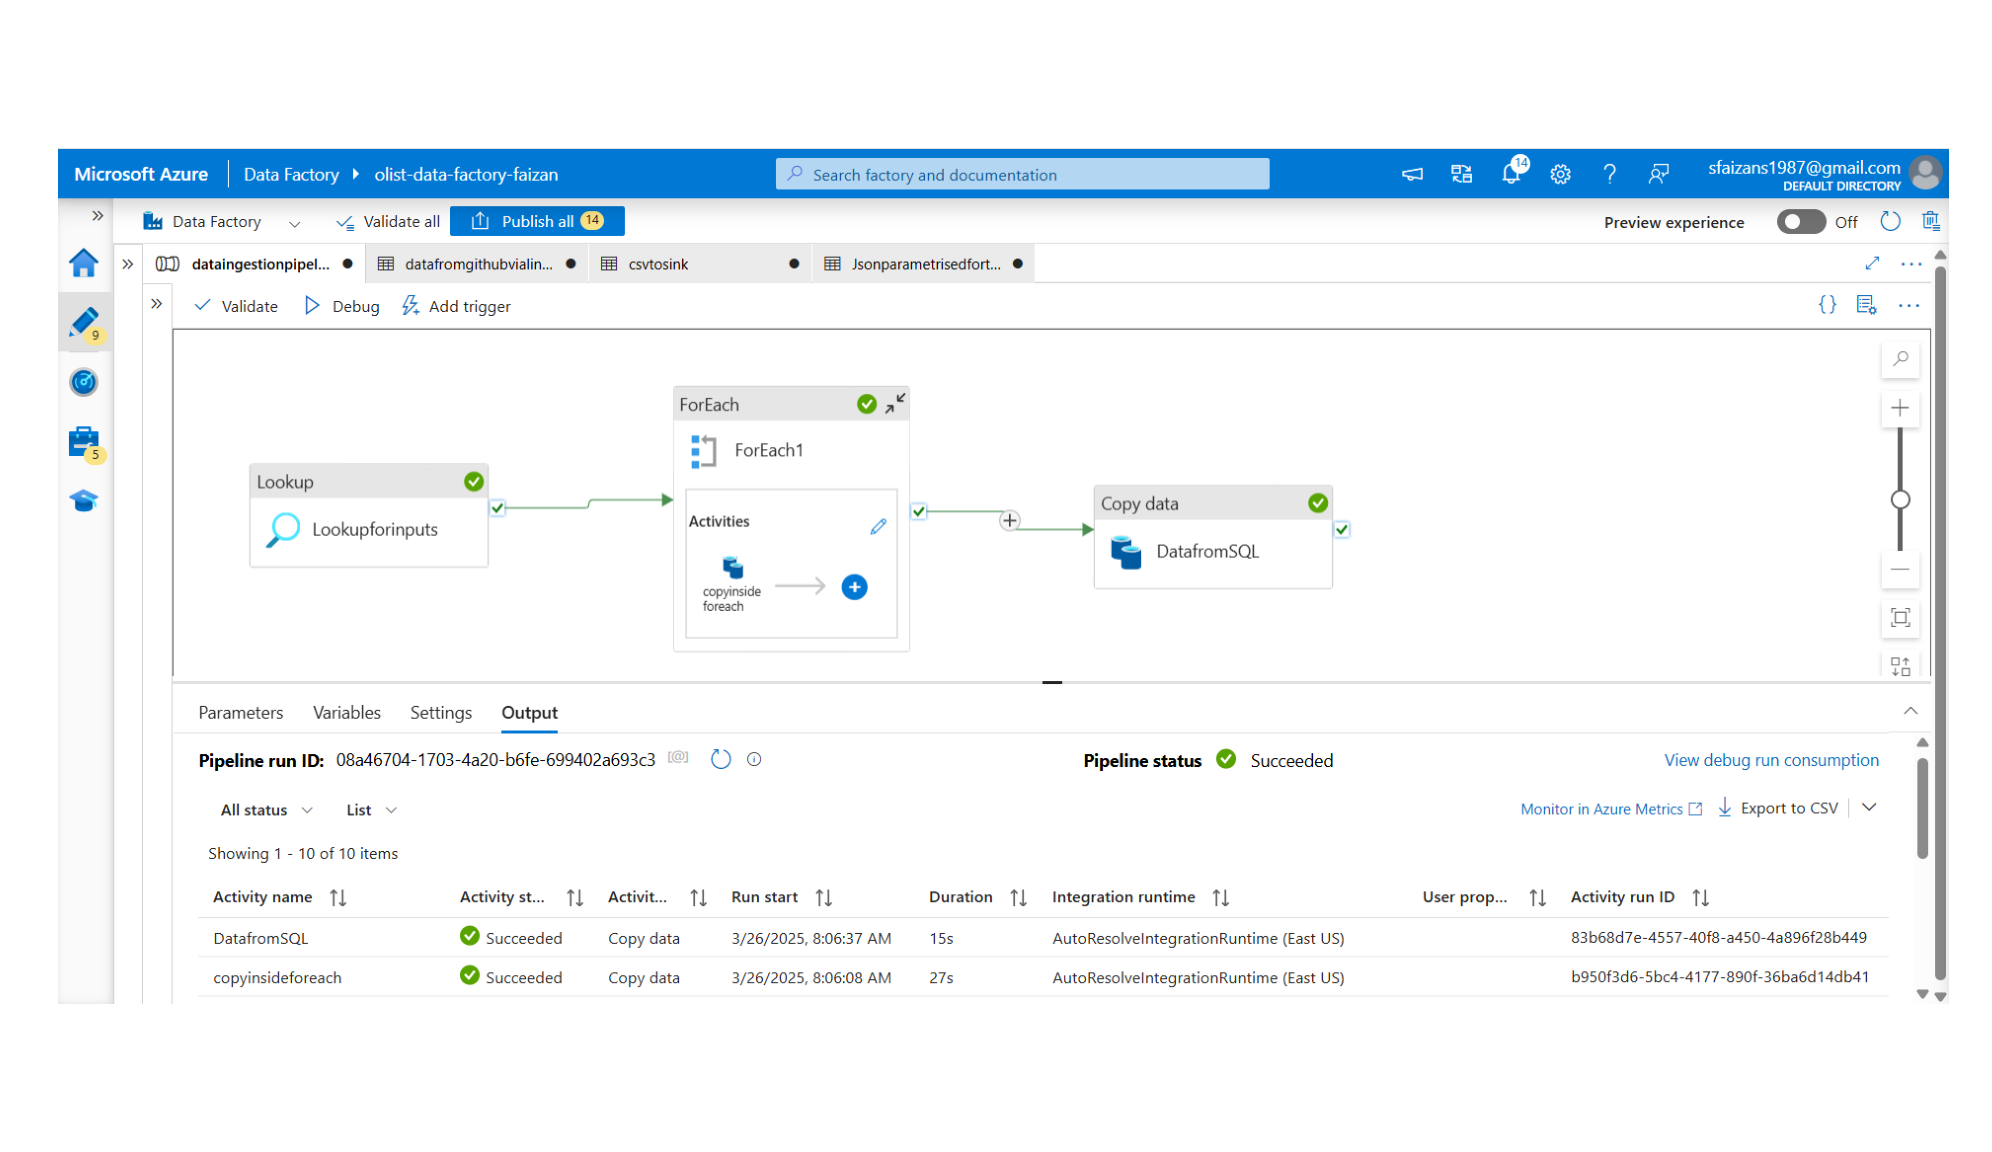 Microsoft Azure Data Factory olist-data-factory-faizan Search factory and documentation 14 sfaizans1987@gmail.com
DEFAULT DIRECTORY
Data Factory Validate all Publish all 14 Preview experience Off
dataingestionpipel... datafromgithubvialin... csvtosink Jsonparametrisedfort...
Validate Debug Add trigger {}
9
5
Lookup
Lookupforinputs
ForEach
ForEach1
Activities
copyinside
foreach
Copy data
DatafromSQL
Parameters Variables Settings Output
Pipeline run ID: 08a46704-1703-4a20-b6fe-699402a693c3 [@] Pipeline status Succeeded View debug run consumption
All status List Monitor in Azure Metrics Export to CSV
Showing 1 - 10 of 10 items
Activity name Activity st... Activit... Run start Duration Integration runtime User prop... Activity run ID
DatafromSQL Succeeded Copy data 3/26/2025, 8:06:37 AM 15s AutoResolveIntegrationRuntime (East US) 83b68d7e-4557-40f8-a450-4a896f28b449
copyinsideforeach Succeeded Copy data 3/26/2025, 8:06:08 AM 27s AutoResolveIntegrationRuntime (East US) b950f3d6-5bc4-4177-890f-36ba6d14db41